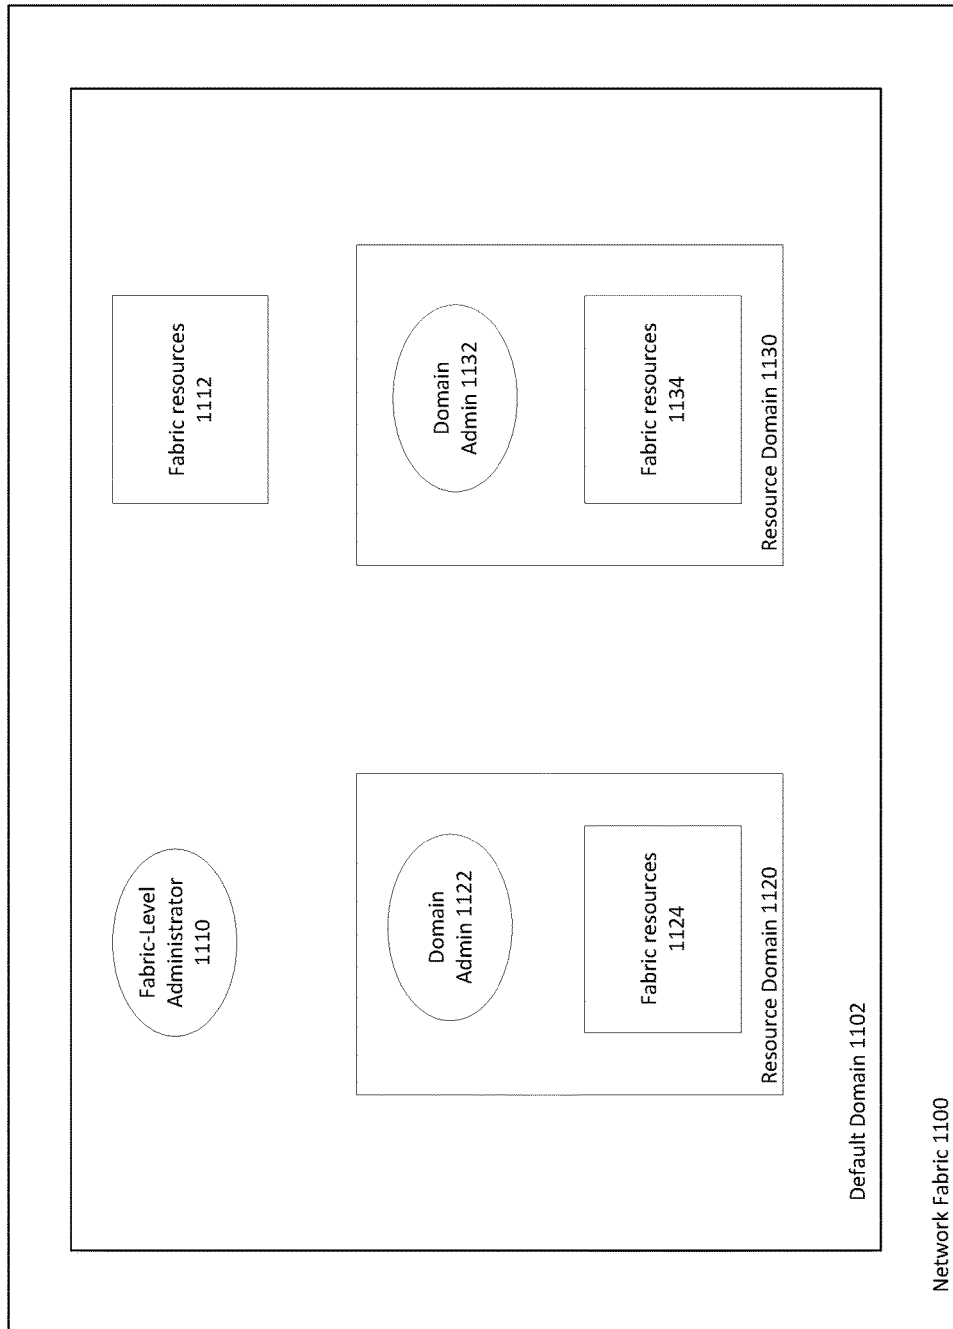 Fabric-Level
Administrator
1110
Fabric resources
1112
Domain
Admin 1122
Domain
Admin 1132
Fabric resources
1124
Fabric resources
1134
Resource Domain 1120
Resource Domain 1130
Default Domain 1102
Network Fabric 1100